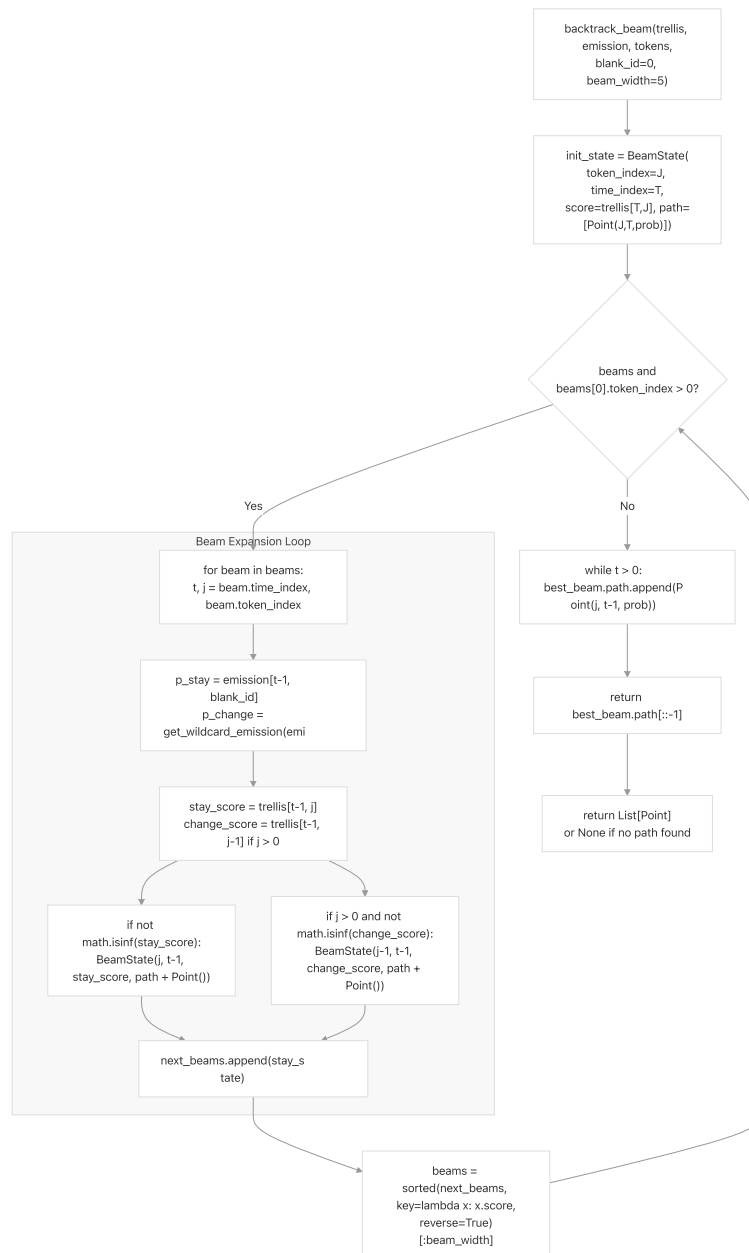 backtrack_beam(trellis,
emission, tokens,
blank_id=0,
beam_width=5)
init_state = BeamState(
token_index=J,
time_index=T,
score=trellis[T,J], path=
[Point(J,T,prob)])
beams and
beams[0].token_index > 0?
Yes
No
Beam Expansion Loop
for beam in beams:
t, j = beam.time_index,
beam.token_index
p_stay = emission[t-1,
blank_id]
p_change =
get_wildcard_emission(emi
stay_score = trellis[t-1, j]
change_score = trellis[t-1,
j-1] if j > 0
if not
math.isinf(stay_score):
BeamState(j, t-1,
stay_score, path + Point())
if j > 0 and not
math.isinf(change_score):
BeamState(j-1, t-1,
change_score, path +
Point())
next_beams.append(stay_s
tate)
beams =
sorted(next_beams,
key=lambda x: x.score,
reverse=True)
[:beam_width]
while t > 0:
best_beam.path.append(P
oint(j, t-1, prob))
return
best_beam.path[::-1]
return List[Point]
or None if no path found